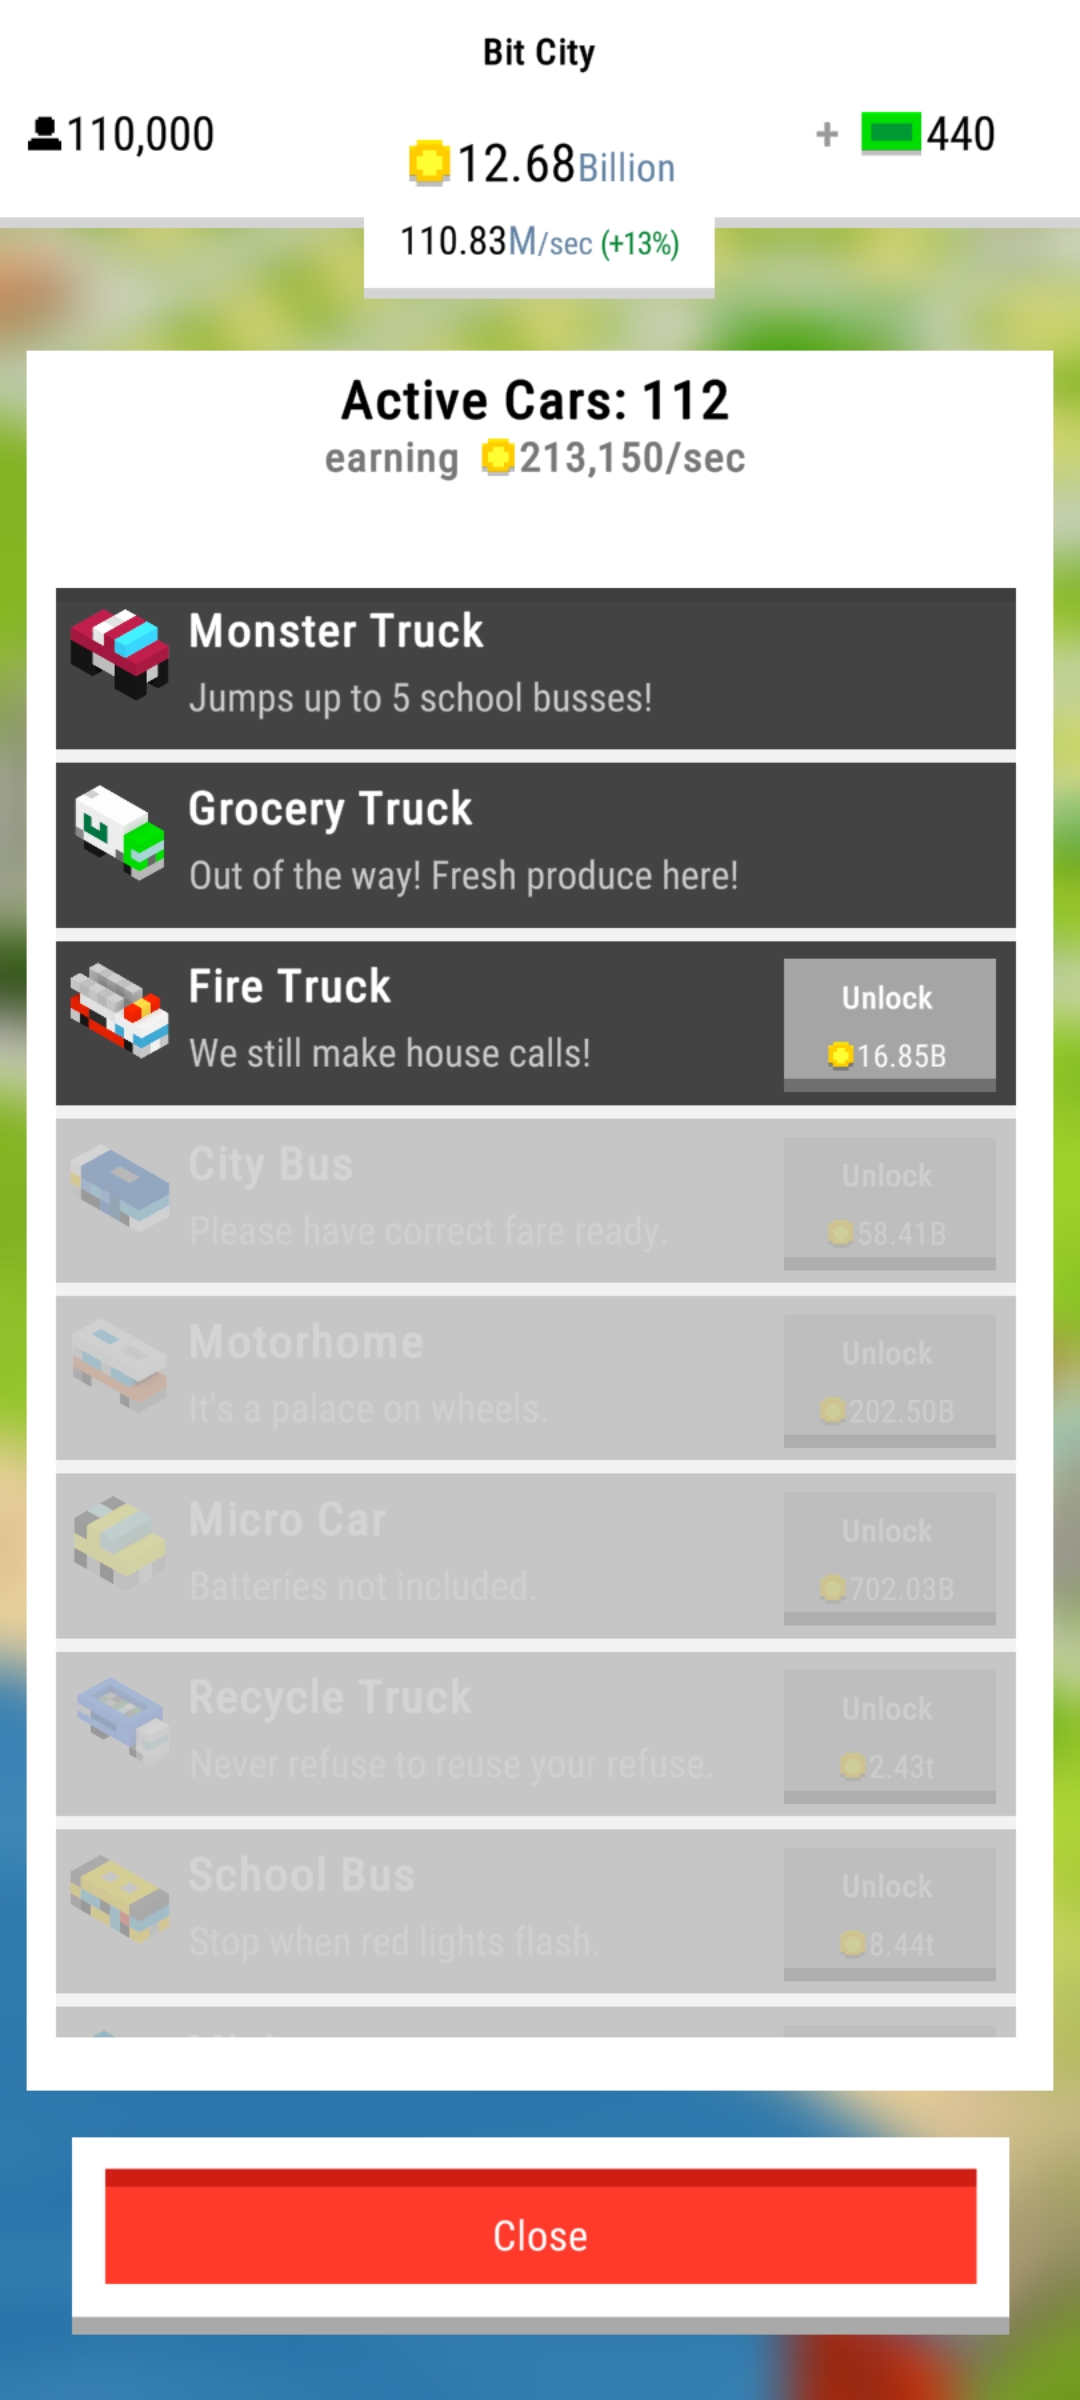 Bit City
110,000
12.68Billion
+ 440
110.83M/sec (+13%)
Active Cars: 112
earning 213,150/sec
Monster Truck
Jumps up to 5 school busses!
Grocery Truck
Out of the way! Fresh produce here!
Fire Truck
We still make house calls!
Unlock
16.85B
City Bus
Please have correct fare ready.
Unlock
58.41B
Motorhome
It's a palace on wheels.
Unlock
202.50B
Micro Car
Batteries not included.
Unlock
702.03B
Recycle Truck
Never refuse to reuse your refuse.
Unlock
2.43t
School Bus
Stop when red lights flash.
Unlock
8.44t
Close